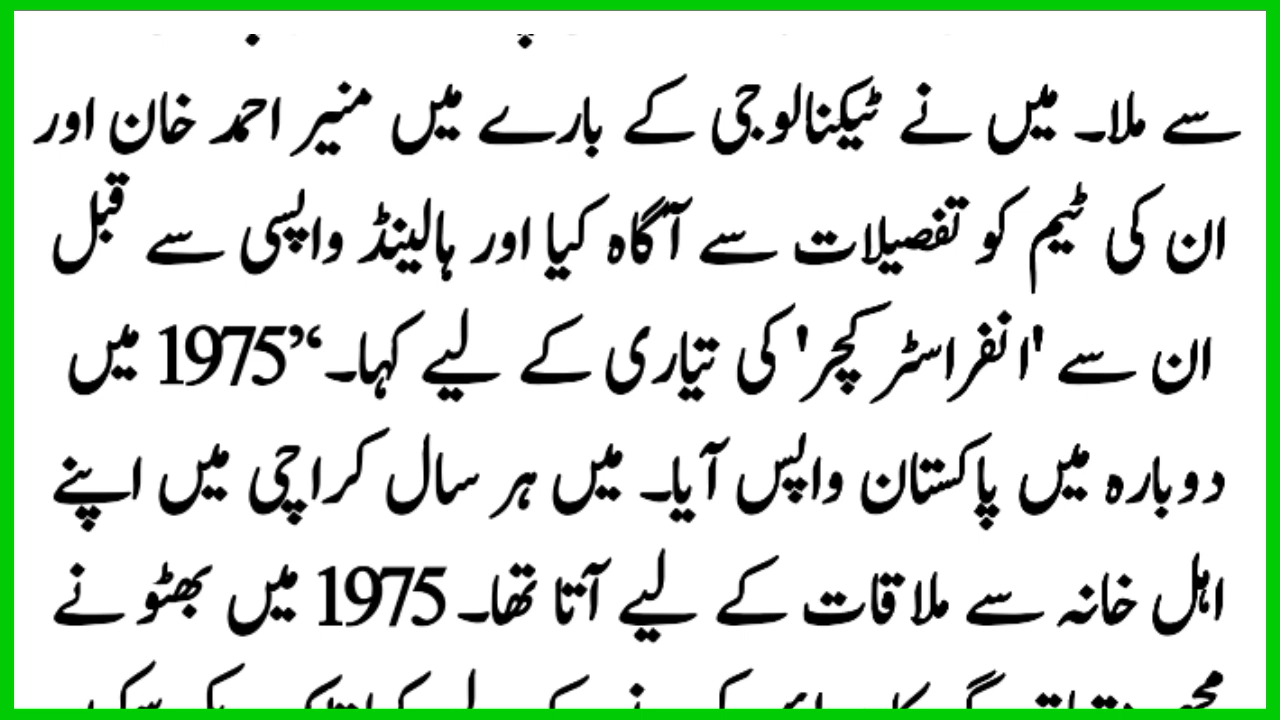 سے ملا۔ میں نے ٹیکنالوجی کے بارے میں منیر احمد خان اور
ان کی ٹیم کو تفصیلات سے آگاہ کیا اور ہالینڈ واپسی سے قبل
ان سے 'انفراسٹرکچر' کی تیاری کے لیے کہا۔‘’1975 میں
دوبارہ میں پاکستان واپس آیا۔ میں ہر سال کراچی میں اپنے
اہل خانہ سے ملاقات کے لیے آتا تھا۔ 1975 میں بھٹو نے